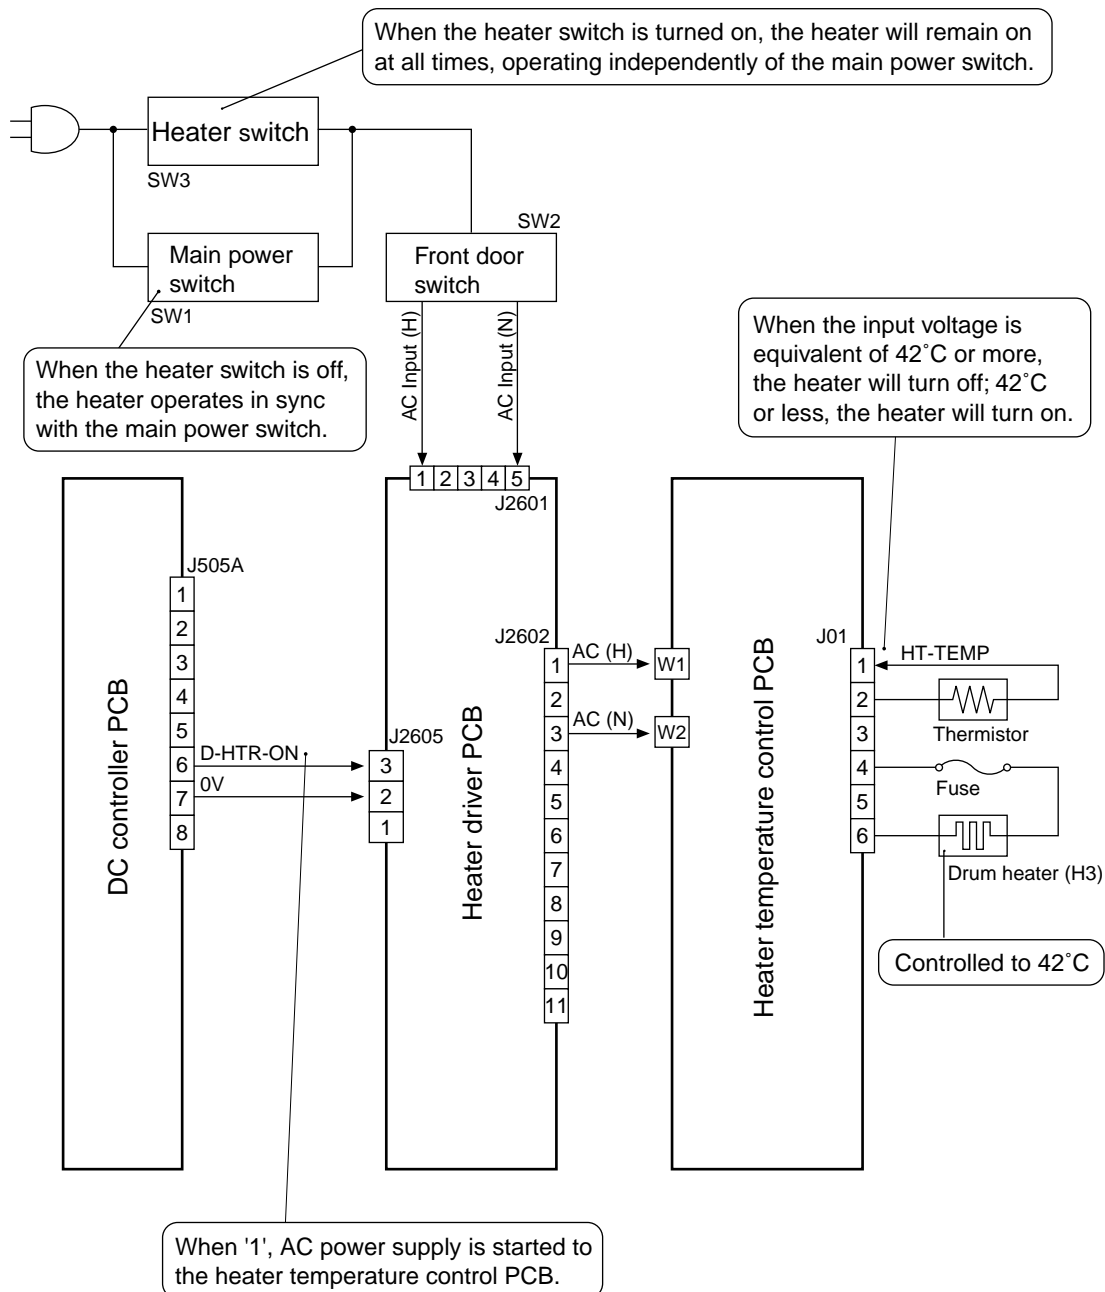 When the heater switch is turned on, the heater will remain on
at all times, operating independently of the main power switch.
Heater switch
SW3
SW2
Main power
switch
SW1
Front door
switch
When the heater switch is off,
the heater operates in sync
with the main power switch.
AC Input (H)
AC Input (N)
When the input voltage is
equivalent of 42˚C or more,
the heater will turn off; 42˚C
or less, the heater will turn on.
1 2 3 4 5
J2601
DC controller PCB
J505A
1
2
3
4
5
6
7
8
D-HTR-ON
0V
J2605
3
2
1
Heater driver PCB
J2602
1
2
3
4
5
6
7
8
9
10
11
AC (H)
AC (N)
W1
W2
Heater temperature control PCB
J01
1
2
3
4
5
6
HT-TEMP
Thermistor
Fuse
Drum heater (H3)
Controlled to 42˚C
When '1', AC power supply is started to
the heater temperature control PCB.